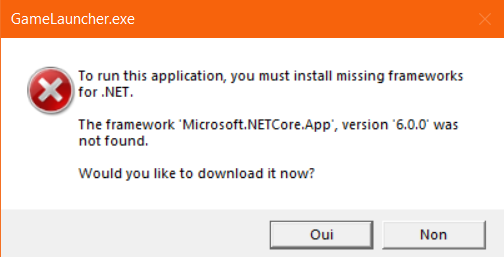 GameLauncher.exe
To run this application, you must install missing frameworks
for .NET.
The framework 'Microsoft.NETCore.App', version '6.0.0' was
not found.
Would you like to download it now?
Oui
Non